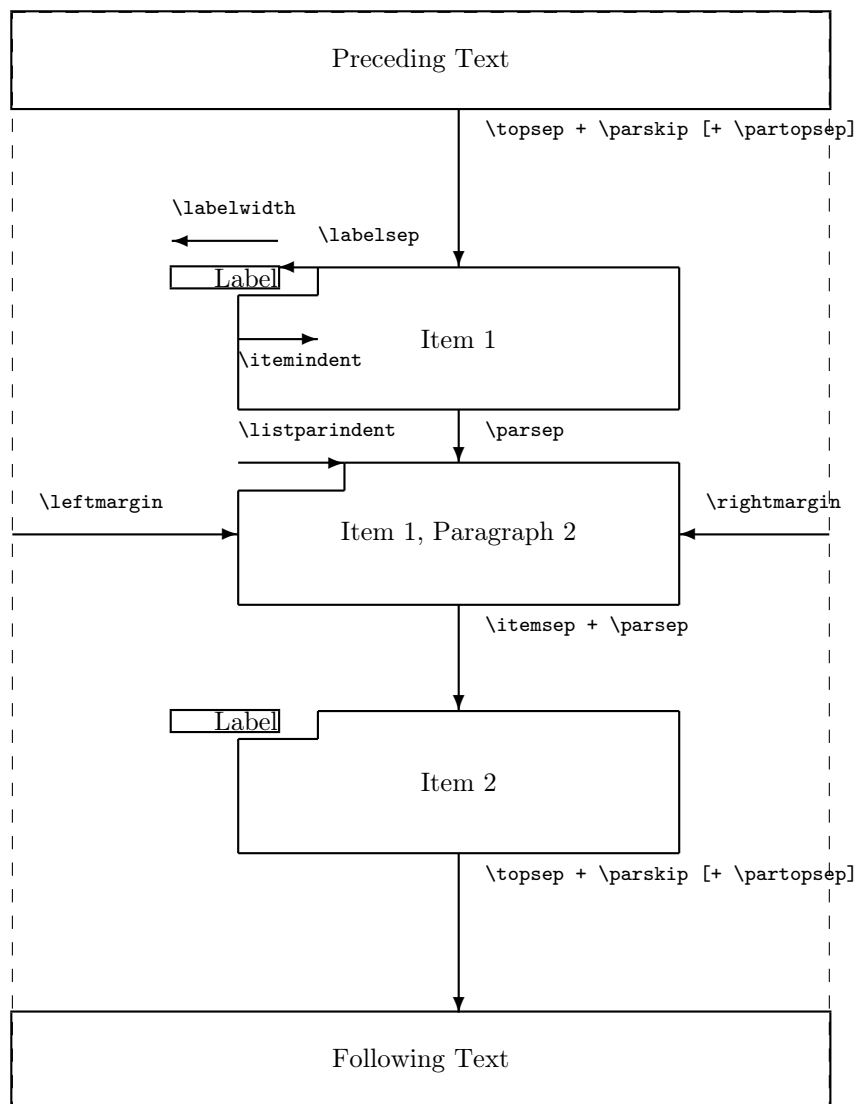 Preceding Text
\topsep + \parskip [+ \partopsep]
\labelwidth
\labelsep
Label
Item 1
\itemindent
\listparindent
\parsep
\leftmargin
\rightmargin
Item 1, Paragraph 2
\itemsep + \parsep
Label
Item 2
\topsep + \parskip [+ \partopsep]
Following Text